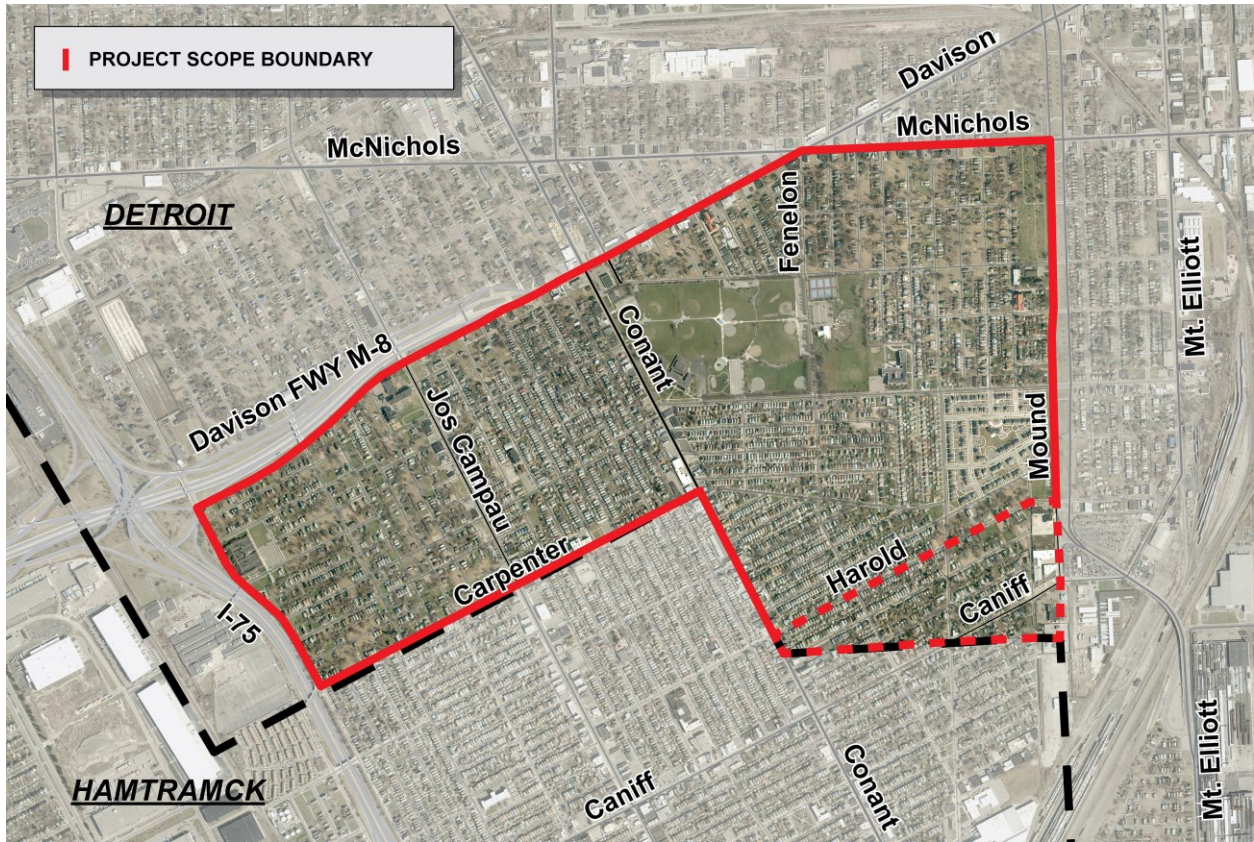 PROJECT SCOPE BOUNDARY
Davison
McNichols
McNichols
DETROIT
Fenelon
Mt. Elliott
Conant
Davison FWY M-8
Jos Campau
Mound
Harold
Carpenter
Caniff
I-75
Mt. Elliott
Conant
Caniff
HAMTRAMCK